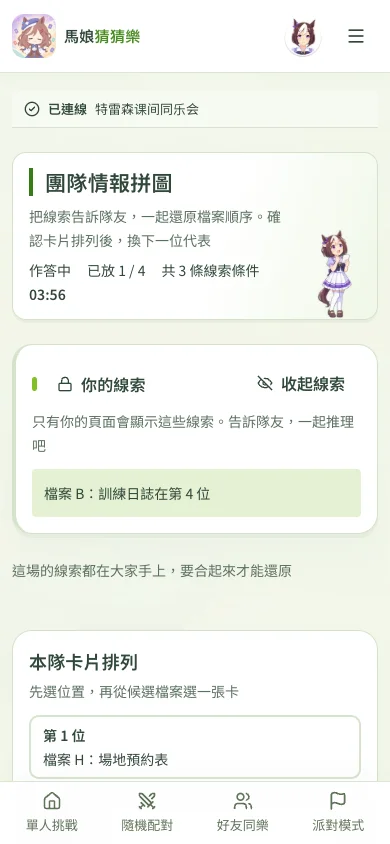 馬娘猜猜樂
已連線 特雷森课间同乐会
團隊情報拼圖
把線索告訴隊友，一起還原檔案順序。確
認卡片排列後，換下一位代表
作答中 已放 1 / 4 共 3 條線索條件
03:56
你的線索 收起線索
只有你的頁面會顯示這些線索。告訴隊友，一起推理
吧
檔案 B：訓練日誌在第 4 位
這場的線索都在大家手上，要合起來才能還原
本隊卡片排列
先選位置，再從候選檔案選一張卡
第 1 位
檔案 H：場地預約表
單人挑戰 隨機配對 好友同樂 派對模式